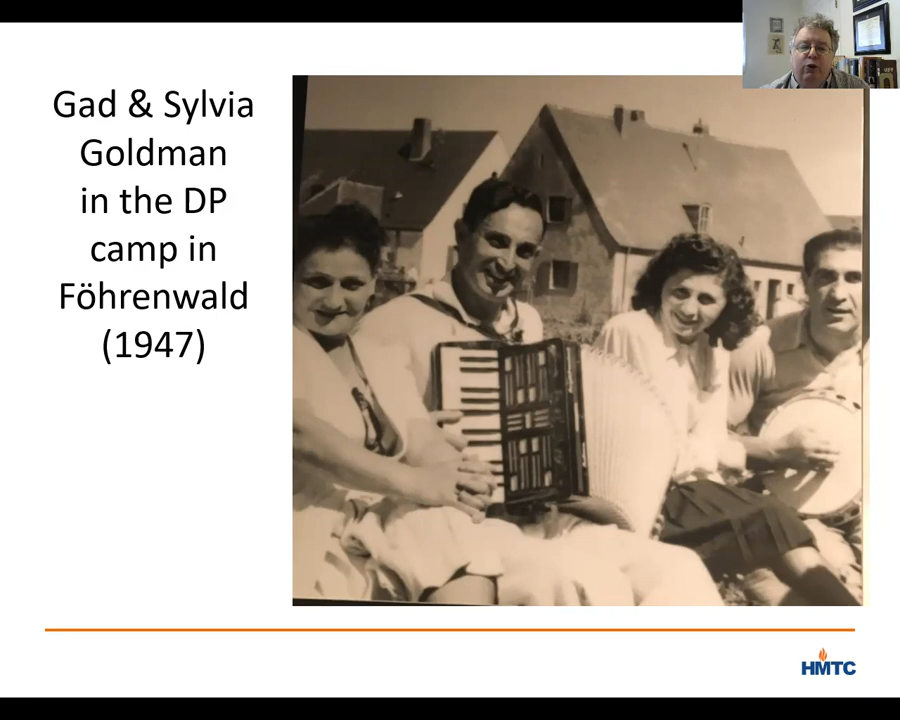 Gad & Sylvia
Goldman
in the DP
camp in
Föhrenwald
(1947)
HMTC